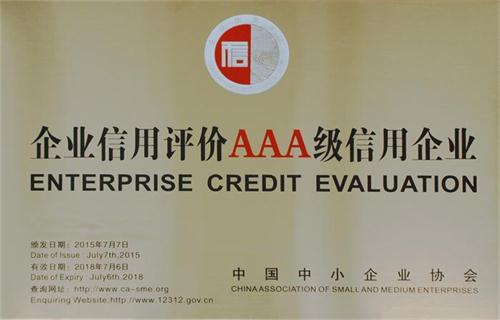 信
企业信用评价AAA级信用企业
ENTERPRISE CREDIT EVALUATION
颁发日期：2015年7月7日
Date of Issue : July7th,2015
有效日期：2018年7月6日
Date of Expiry : July6th.2018
查询网址：http://www.ca-sme.org
Enquiring Website:http://www.12312.gov.cn
中国中小企业协会
CHINA ASSOCIATION OF SMALL AND MEDIUM ENTERPRISES